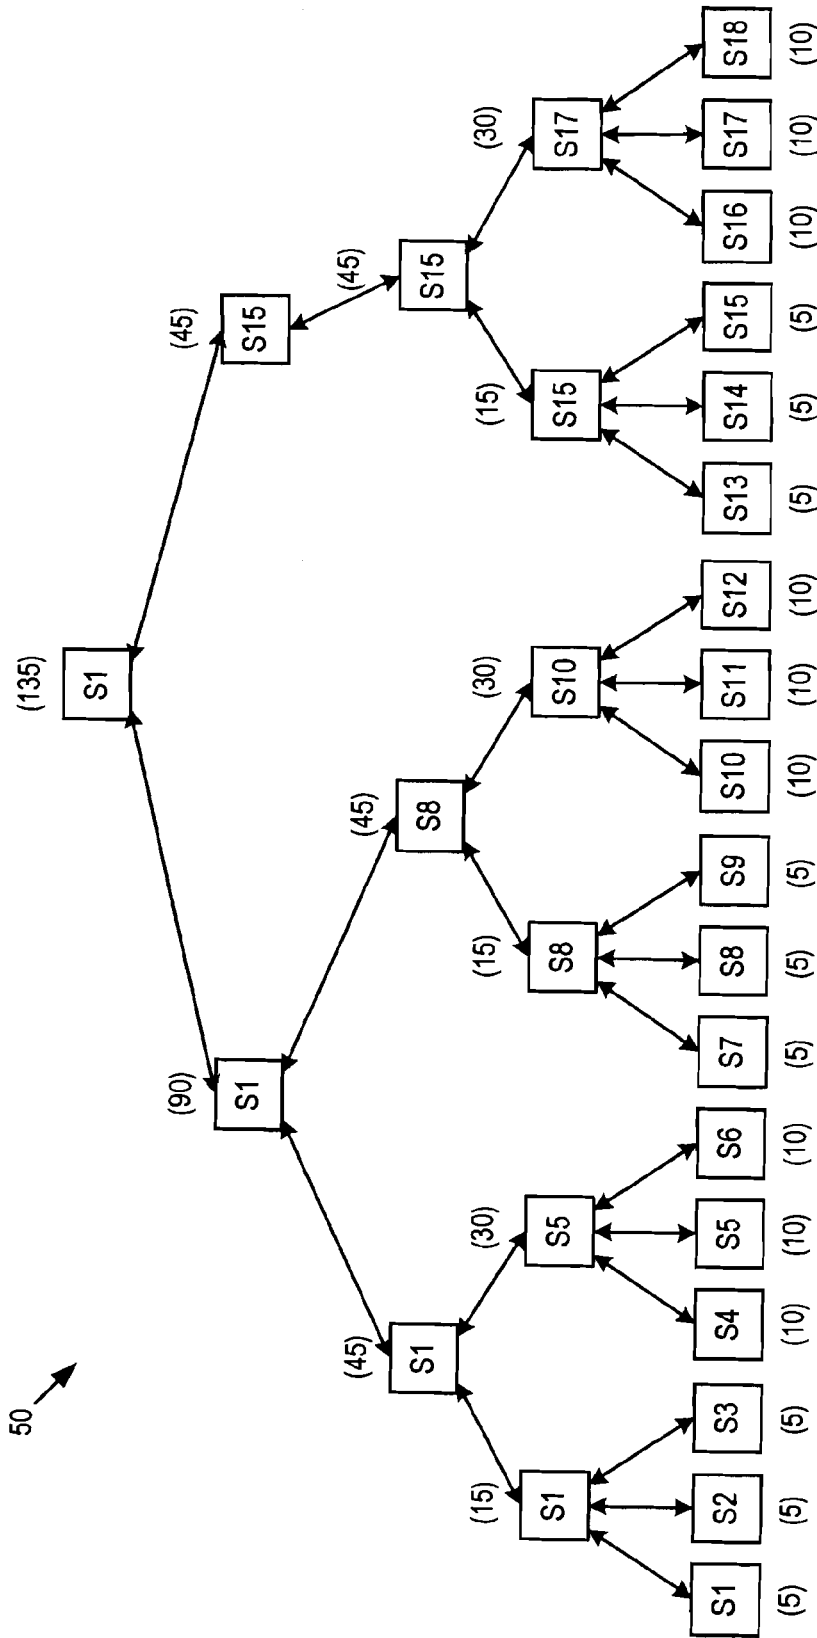 50
(135)
S1
(90)
S1
(45)
S15
(45)
S1
(45)
S8
(45)
S15
(15)
S1
(30)
S5
(15)
S8
(30)
S10
(15)
S15
(30)
S17
S1
S2
S3
S4
S5
S6
S7
S8
S9
S10
S11
S12
S13
S14
S15
S16
S17
S18
(5)
(5)
(5)
(10)
(10)
(10)
(5)
(5)
(5)
(10)
(10)
(10)
(5)
(5)
(5)
(10)
(10)
(10)